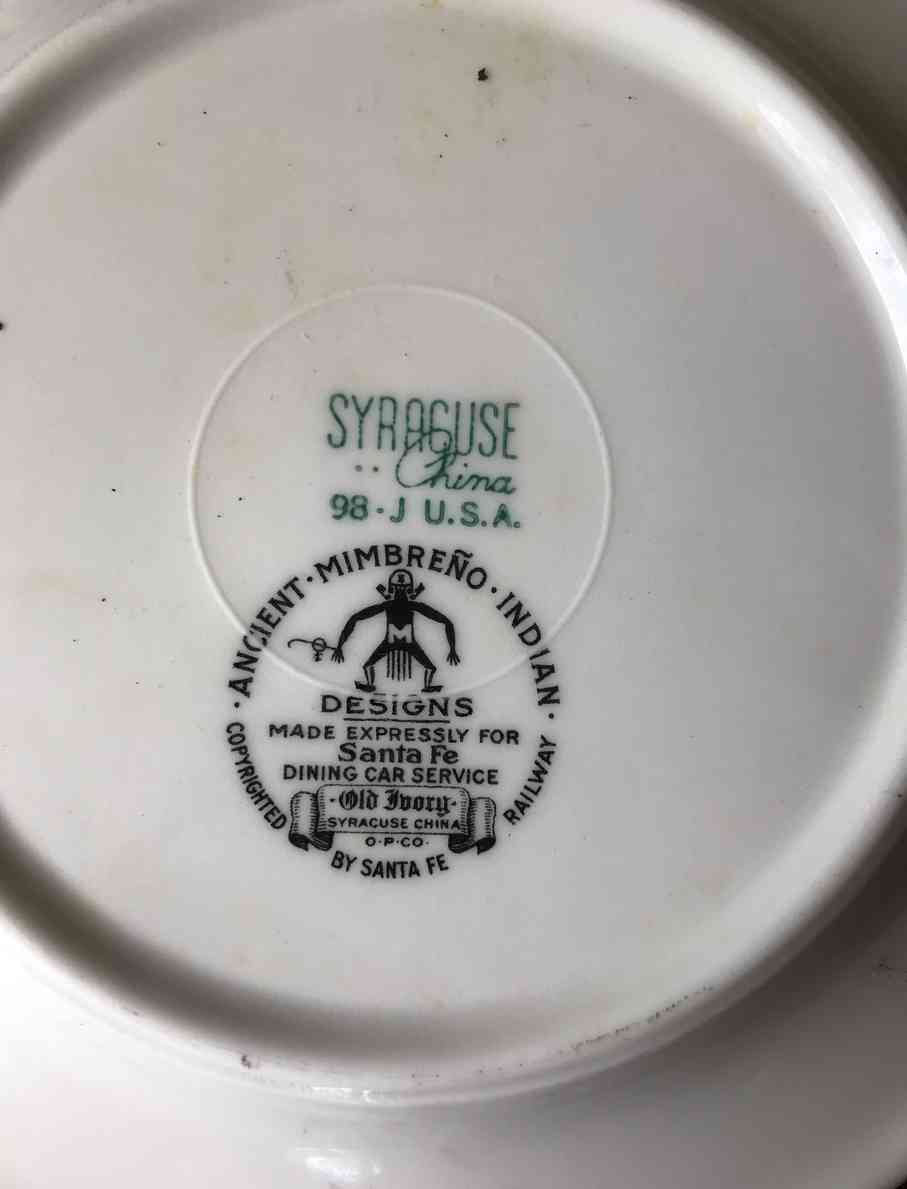 SYRACUSE
China
98-J U.S.A.
ANCIENT · MIMBREÑO · INDIAN
M
DESIGNS
MADE EXPRESSLY FOR
Santa Fe
DINING CAR SERVICE
-Old Ivory-
SYRACUSE CHINA
O·P·CO·
COPYRIGHTED BY SANTA FE RAILWAY